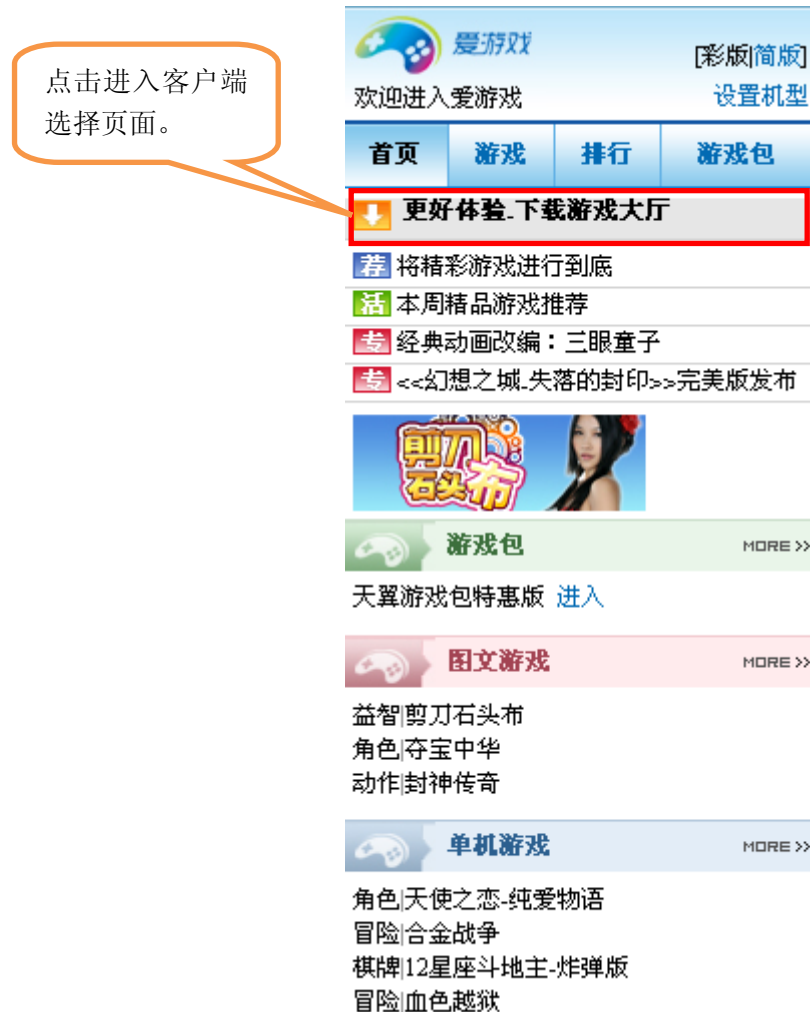 爱游戏
[彩版|简版]
欢迎进入爱游戏
设置机型
点击进入客户端
选择页面。
首页 游戏 排行 游戏包
更好体验-下载游戏大厅
荐 将精彩游戏进行到底
活 本周精品游戏推荐
专 经典动画改编：三眼童子
专 <<幻想之城-失落的封印>>完美版发布
剪刀
石头布
游戏包 MORE >>
天翼游戏包特惠版 进入
图文游戏 MORE >>
益智|剪刀石头布
角色|夺宝中华
动作|封神传奇
单机游戏 MORE >>
角色|天使之恋-纯爱物语
冒险|合金战争
棋牌|12星座斗地主-炸弹版
冒险|血色越狱